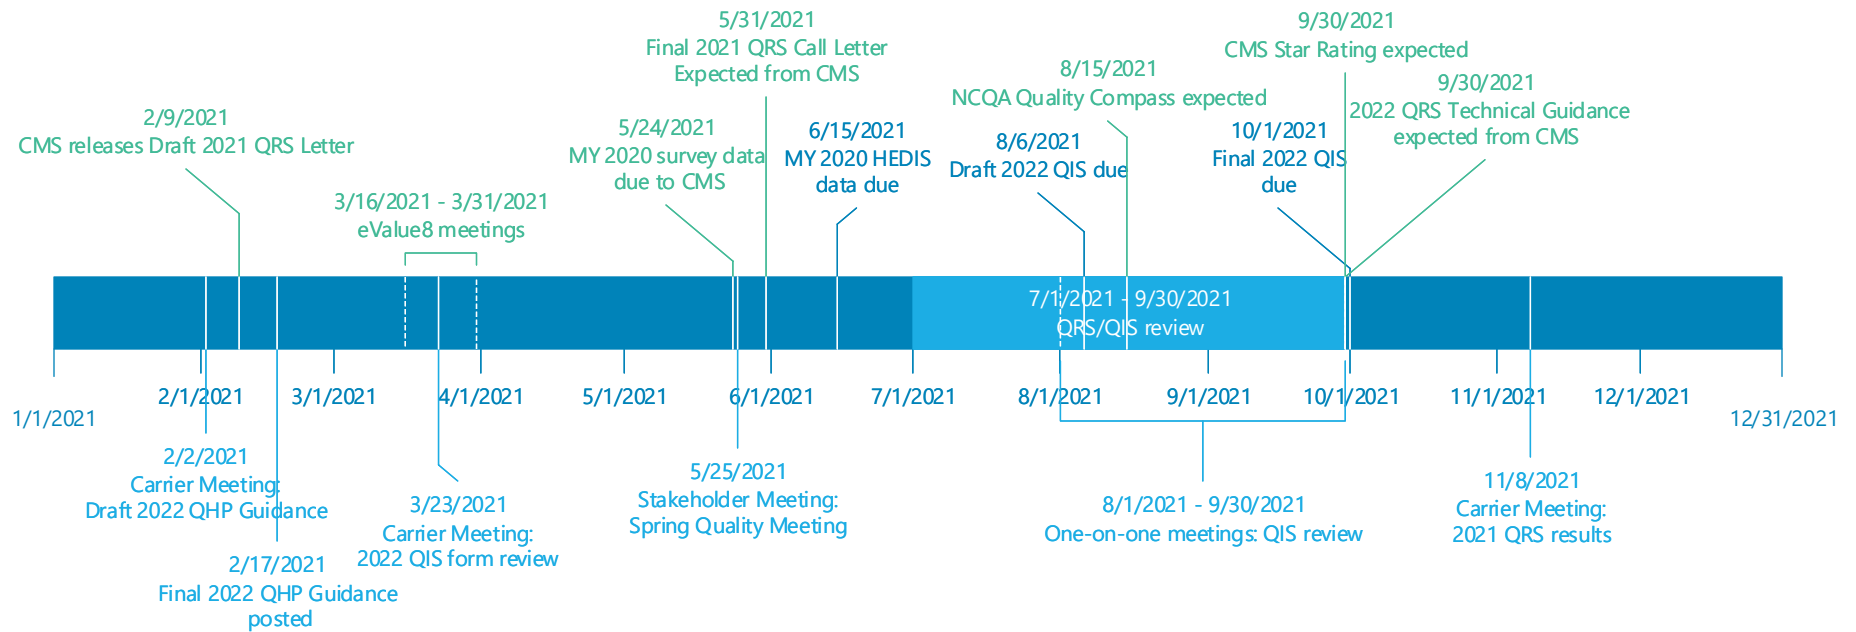 5/31/2021
Final 2021 QRS Call Letter
Expected from CMS
9/30/2021
CMS Star Rating expected
8/15/2021
NCQA Quality Compass expected
9/30/2021
2022 QRS Technical Guidance
expected from CMS
2/9/2021
CMS releases Draft 2021 QRS Letter
5/24/2021
MY 2020 survey data
due to CMS
6/15/2021
MY 2020 HEDIS
data due
8/6/2021
Draft 2022 QIS due
10/1/2021
Final 2022 QIS
due
3/16/2021 - 3/31/2021
eValue8 meetings
7/1/2021 - 9/30/2021
QRS/QIS review
1/1/2021
2/1/2021
3/1/2021
4/1/2021
5/1/2021
6/1/2021
7/1/2021
8/1/2021
9/1/2021
10/1/2021
11/1/2021
12/1/2021
12/31/2021
2/2/2021
Carrier Meeting:
Draft 2022 QHP Guidance
2/17/2021
Final 2022 QHP Guidance
posted
3/23/2021
Carrier Meeting:
2022 QIS form review
5/25/2021
Stakeholder Meeting:
Spring Quality Meeting
8/1/2021 - 9/30/2021
One-on-one meetings: QIS review
11/8/2021
Carrier Meeting:
2021 QRS results